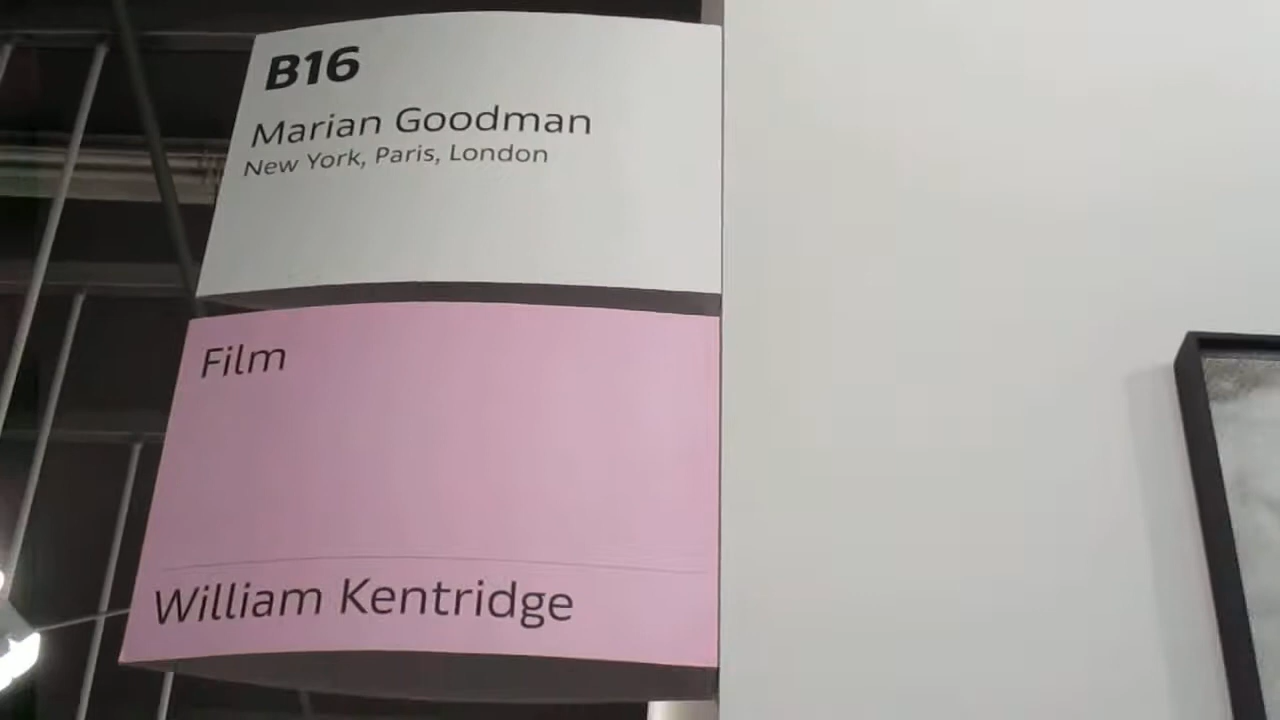 B16
Marian Goodman
New York, Paris, London
Film
William Kentridge